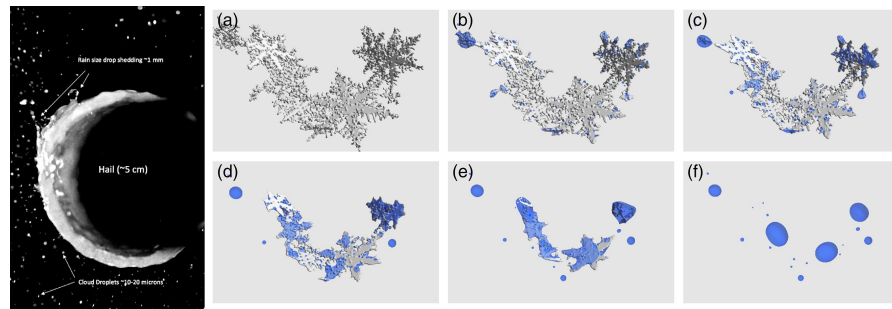 Rain size drop shedding ~1 mm
Hail (~5 cm)
Cloud Droplets ~10-20 microns
(a)
(b)
(c)
(d)
(e)
(f)